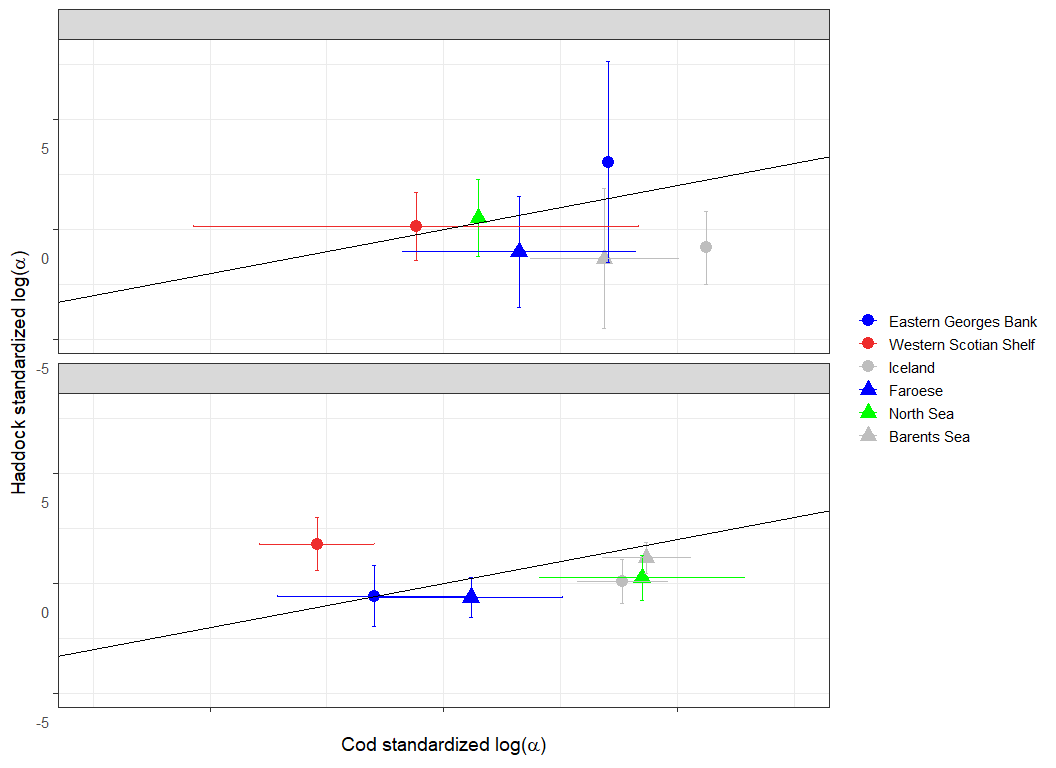 5
0
-5
5
0
-5
Haddock standardized log(α)
Cod standardized log(α)
Eastern Georges Bank
Western Scotian Shelf
Iceland
Faroese
North Sea
Barents Sea